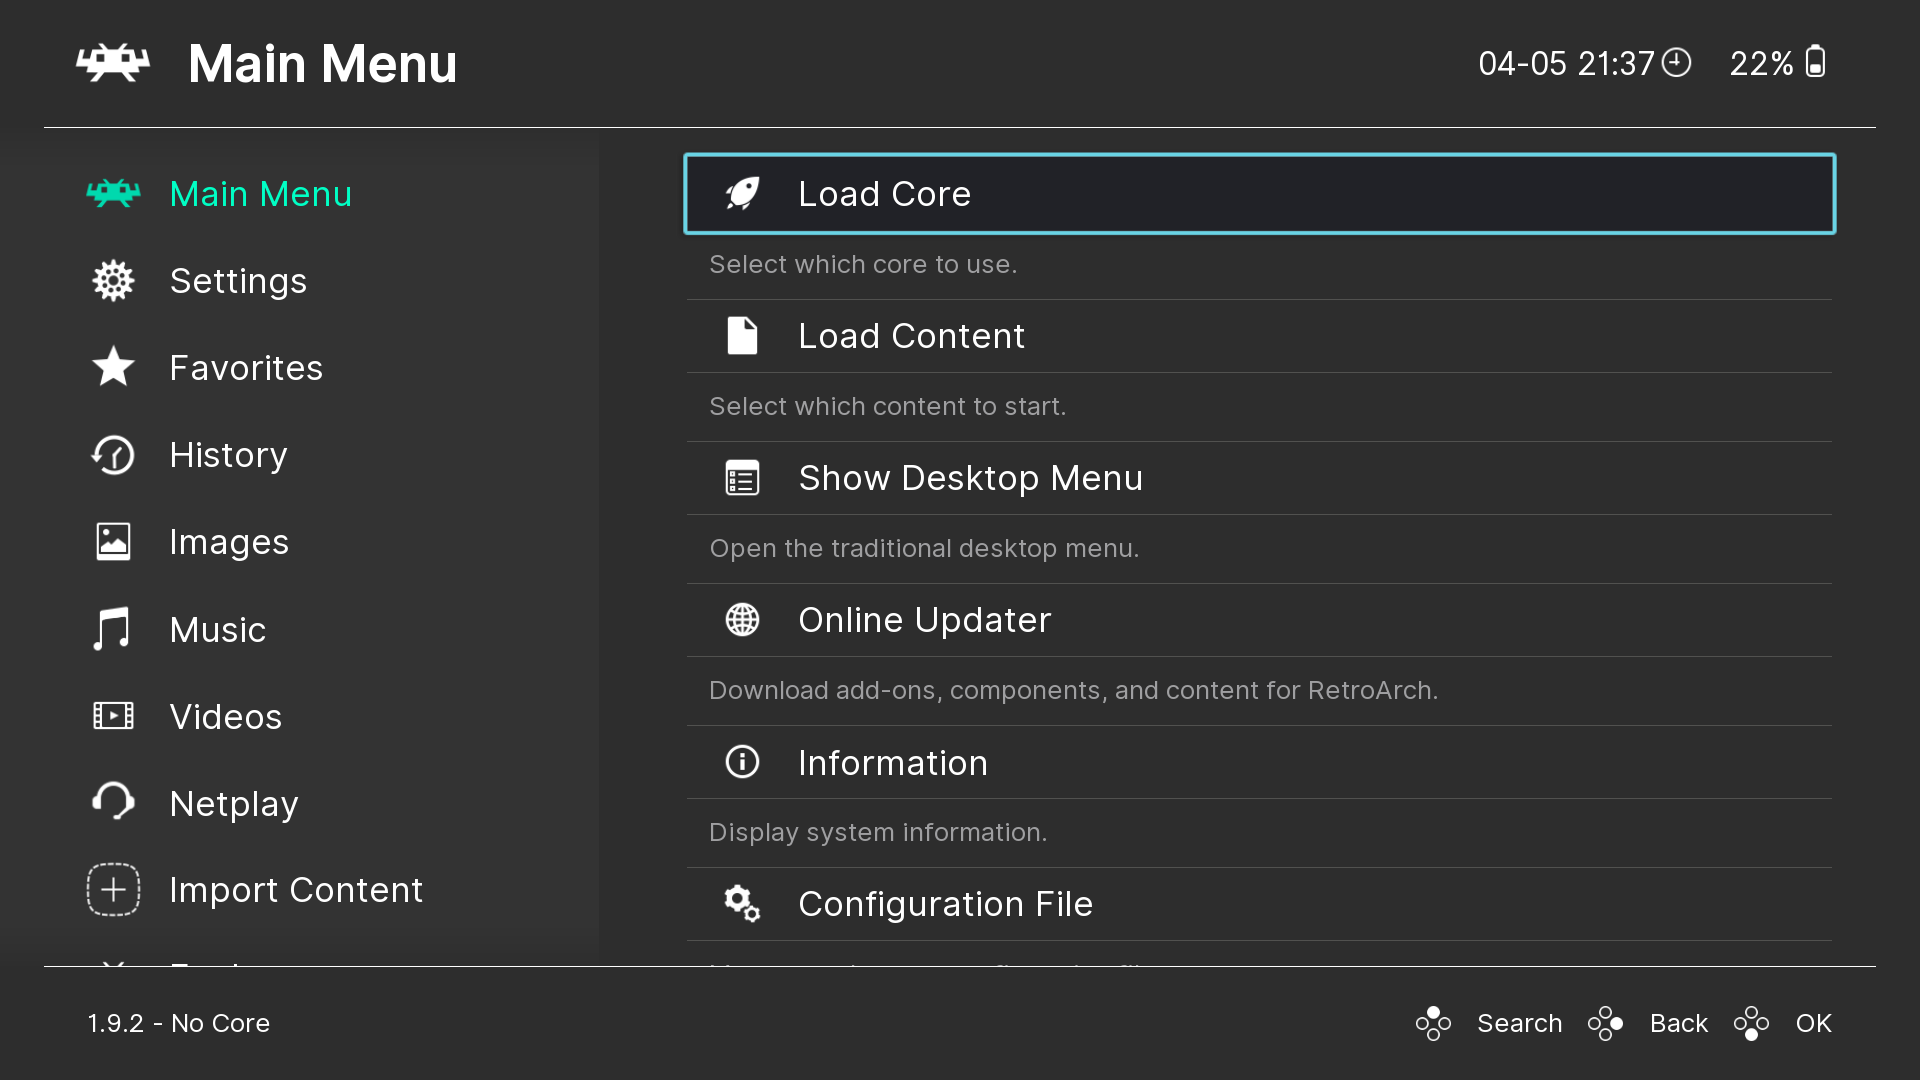 Main Menu
04-05 21:37
22%
Main Menu
Settings
Favorites
History
Images
Music
Videos
Netplay
Import Content
Load Core
Select which core to use.
Load Content
Select which content to start.
Show Desktop Menu
Open the traditional desktop menu.
Online Updater
Download add-ons, components, and content for RetroArch.
Information
Display system information.
Configuration File
1.9.2 - No Core
Search
Back
OK